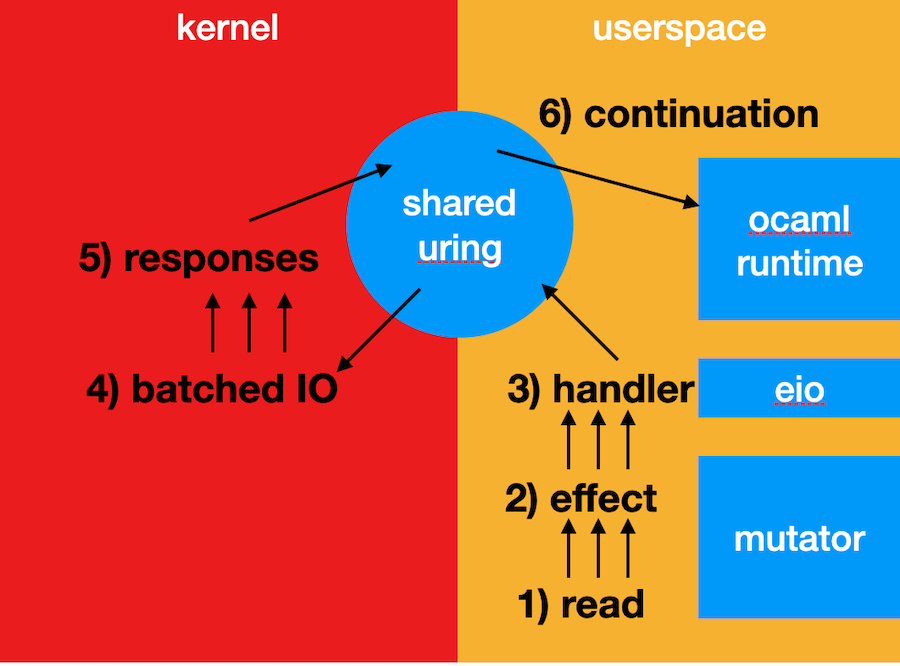 kernel
userspace
6) continuation
shared
uring
ocaml
runtime
5) responses
4) batched IO
3) handler
eio
2) effect
mutator
1) read